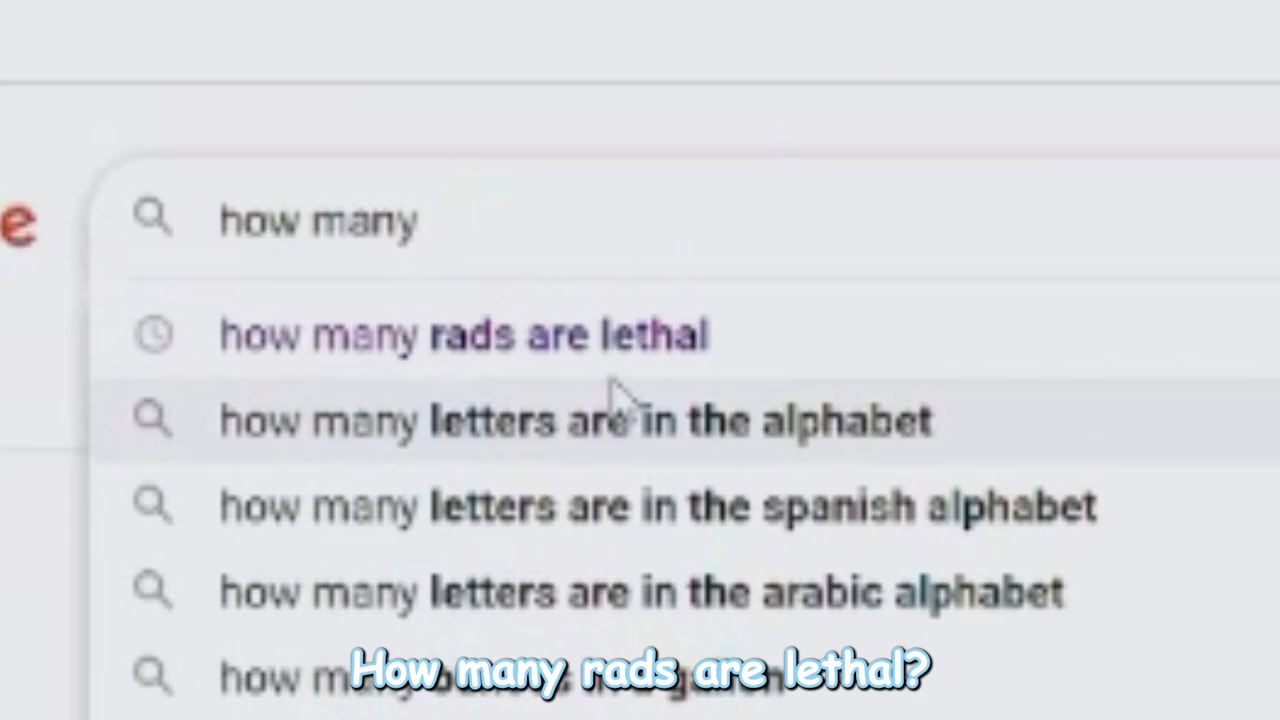 e
how many
how many rads are lethal
how many letters are in the alphabet
how many letters are in the spanish alphabet
how many letters are in the arabic alphabet
how
How many rads are lethal?